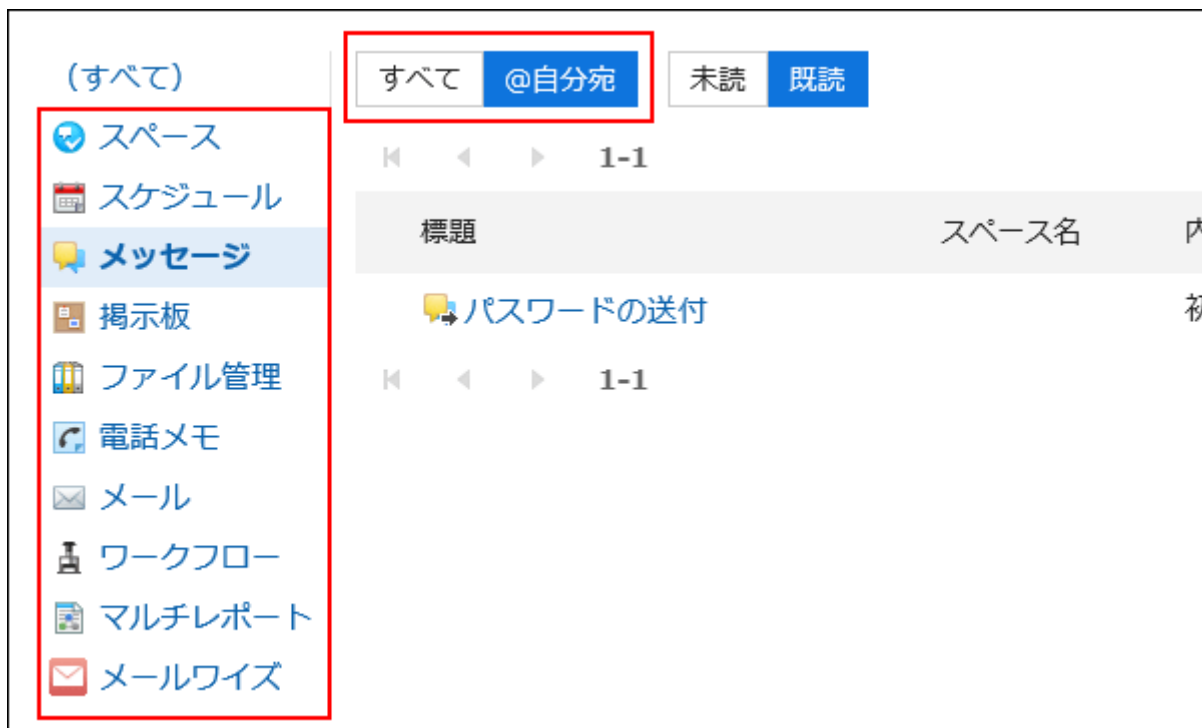 (すべて)
すべて @自分宛 未読 既読
スペース
1-1
スケジュール
標題 スペース名
メッセージ
掲示板
パスワードの送付
ファイル管理
1-1
電話メモ
メール
ワークフロー
マルチレポート
メールワイズ